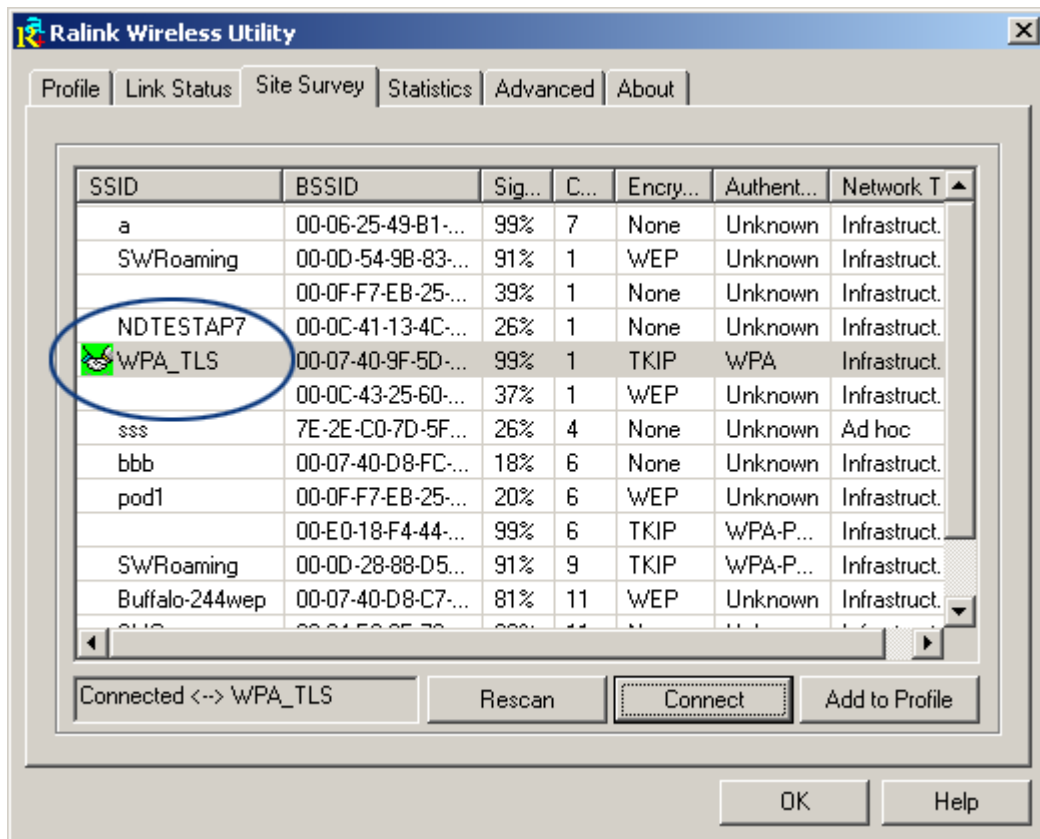 Ralink Wireless Utility
Profile Link Status Site Survey Statistics Advanced About
SSID BSSID Sig... C... Encry... Authent... Network T
a 00-06-25-49-B1-... 99% 7 None Unknown Infrastruct.
SWRoaming 00-0D-54-9B-83-... 91% 1 WEP Unknown Infrastruct.
00-0F-F7-EB-25-... 39% 1 None Unknown Infrastruct.
NDTESTAP7 00-0C-41-13-4C-... 26% 1 None Unknown Infrastruct.
WPA_TLS 00-07-40-9F-5D-... 99% 1 TKIP WPA Infrastruct.
00-0C-43-25-60-... 37% 1 WEP Unknown Infrastruct.
sss 7E-2E-C0-7D-5F... 26% 4 None Unknown Ad hoc
bbb 00-07-40-D8-FC-... 18% 6 None Unknown Infrastruct.
pod1 00-0F-F7-EB-25-... 20% 6 WEP Unknown Infrastruct.
00-E0-18-F4-44-... 99% 6 TKIP WPA-P... Infrastruct.
SWRoaming 00-0D-28-88-D5... 91% 9 TKIP WPA-P... Infrastruct.
Buffalo-244wep 00-07-40-D8-C7-... 81% 11 WEP Unknown Infrastruct.
Connected <--> WPA_TLS Rescan Connect Add to Profile
OK Help